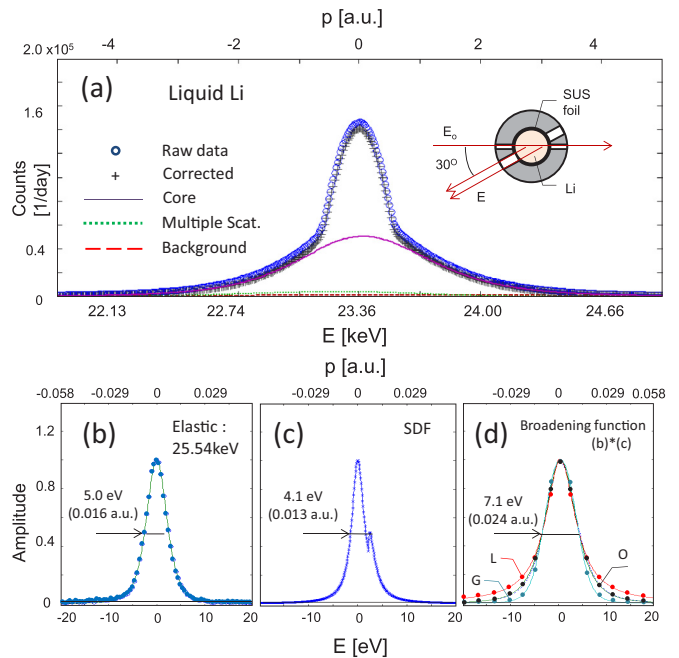 p [a.u.]
-4 -2 0 2 4
2.0 x10⁵
(a) Liquid Li
SUS
foil
1.6
E₀
Raw data
Corrected
Core
Multiple Scat.
Background
30⁰
E
Li
Counts
[1/day]
0.4
0
22.13 22.74 23.36 24.00 24.66
E [keV]
p [a.u.]
-0.058 -0.029 0 0.029 -0.029 0 0.029 -0.029 0 0.029 0.058
(b) Elastic :
25.54keV
(c) SDF
(d) Broadening function
(b)*(c)
1.2
0.8
0.4
0
Amplitude
5.0 eV
(0.016 a.u.)
4.1 eV
(0.013 a.u.)
7.1 eV
(0.024 a.u.)
L
G
O
-20 -10 0 10 20 -10 0 10 20 -10 0 10 20
E [eV]